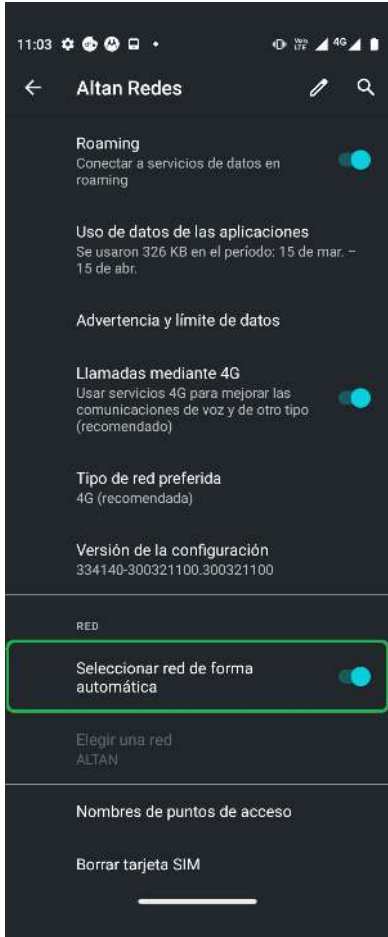 11:03
Vo)) LTE 4G
Altan Redes
Roaming
Conectar a servicios de datos en
roaming
Uso de datos de las aplicaciones
Se usaron 326 KB en el período: 15 de mar. –
15 de abr.
Advertencia y límite de datos
Llamadas mediante 4G
Usar servicios 4G para mejorar las
comunicaciones de voz y de otro tipo
(recomendado)
Tipo de red preferida
4G (recomendada)
Versión de la configuración
334140-300321100.300321100
RED
Seleccionar red de forma
automática
Elegir una red
ALTAN
Nombres de puntos de acceso
Borrar tarjeta SIM